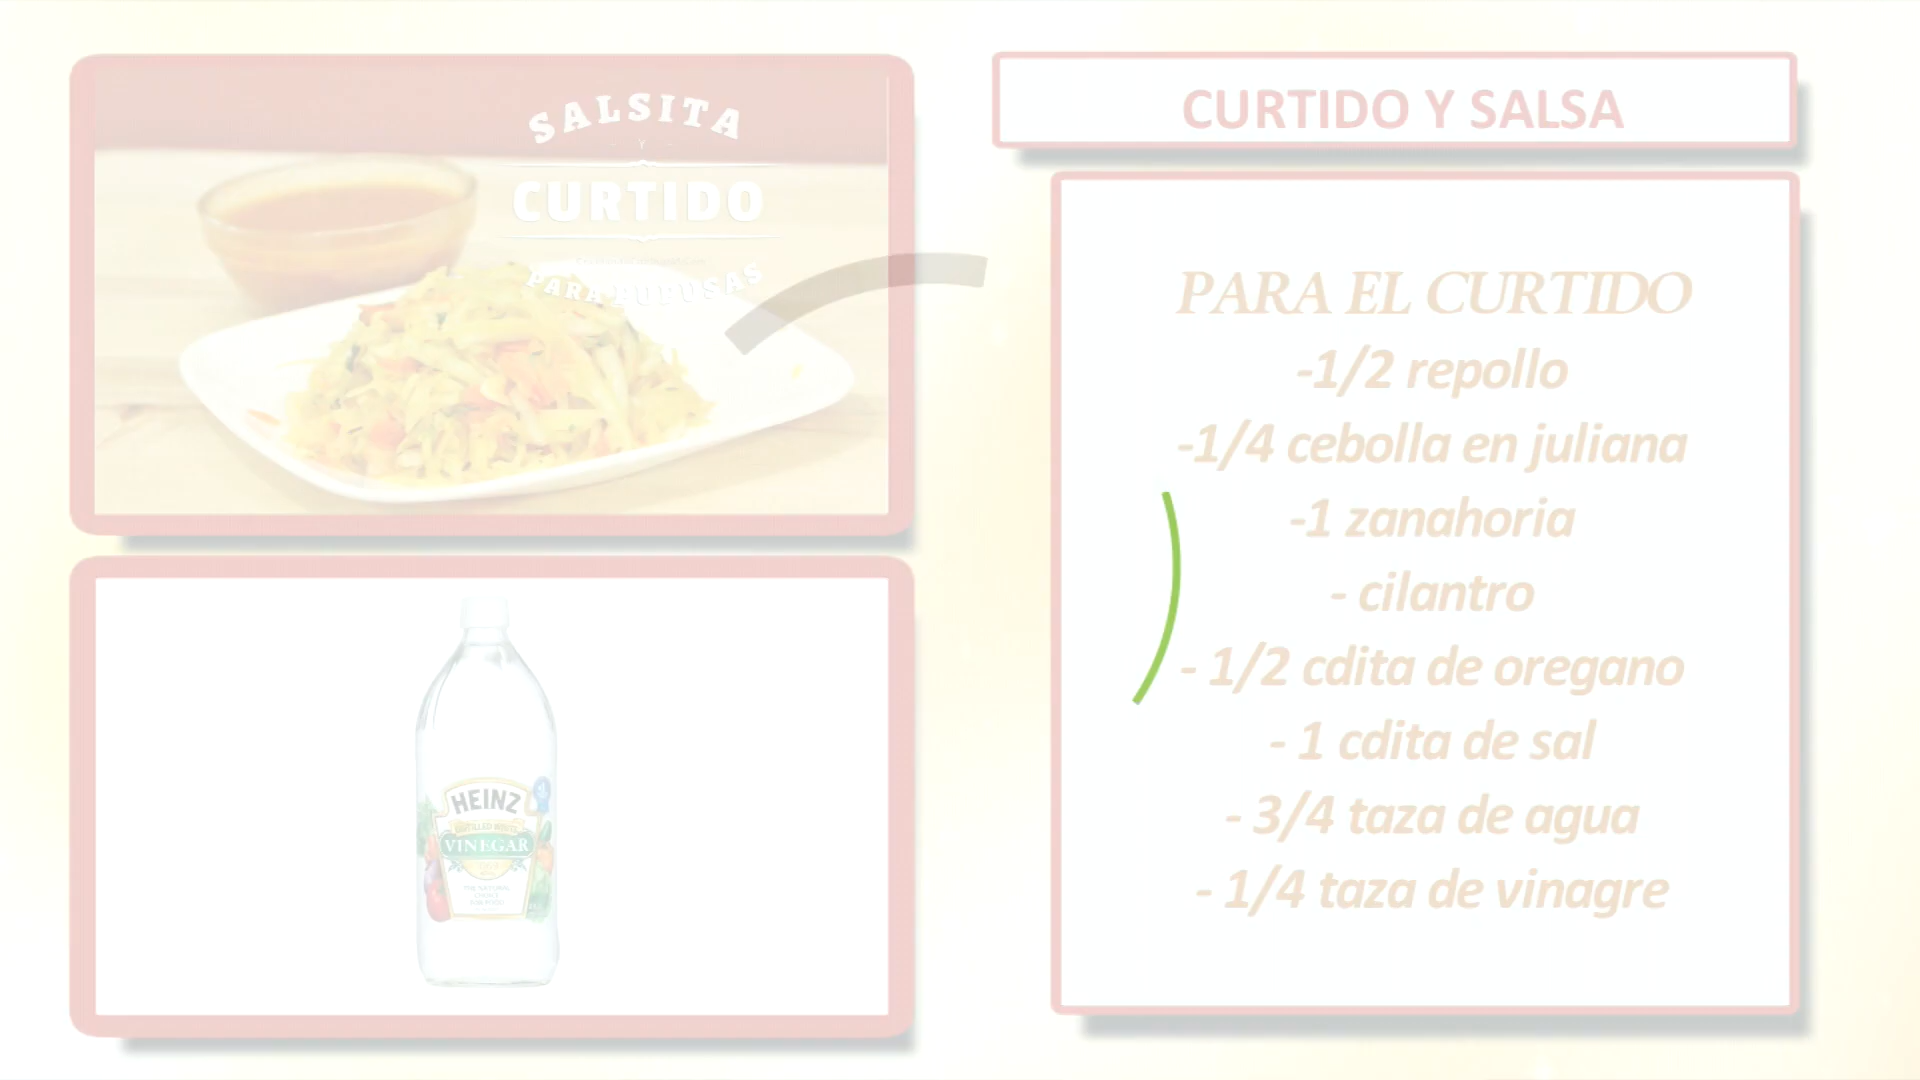 SALSITA
Y
CURTIDO
PARA PUPUSAS
HEINZ
DISTILLED WHITE
VINEGAR
CURTIDO Y SALSA
PARA EL CURTIDO
-1/2 repollo
-1/4 cebolla en juliana
-1 zanahoria
- cilantro
- 1/2 cdita de oregano
- 1 cdita de sal
- 3/4 taza de agua
- 1/4 taza de vinagre